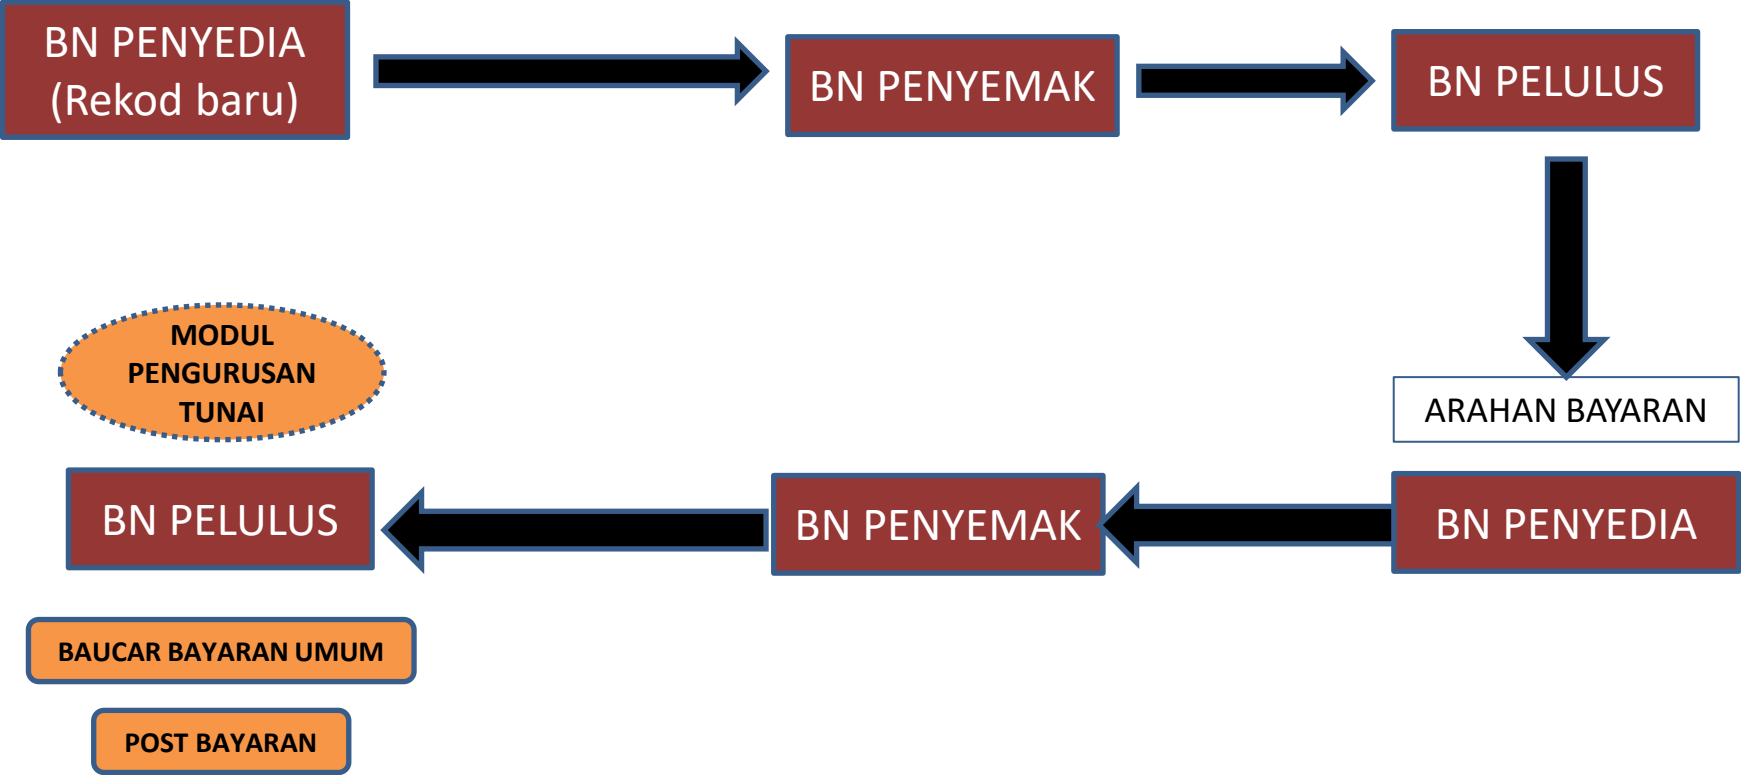 BN PENYEDIA
(Rekod baru)
BN PENYEMAK
BN PELULUS
ARAHAN BAYARAN
BN PENYEDIA
BN PENYEMAK
MODUL
PENGURUSAN
TUNAI
BN PELULUS
BAUCAR BAYARAN UMUM
POST BAYARAN